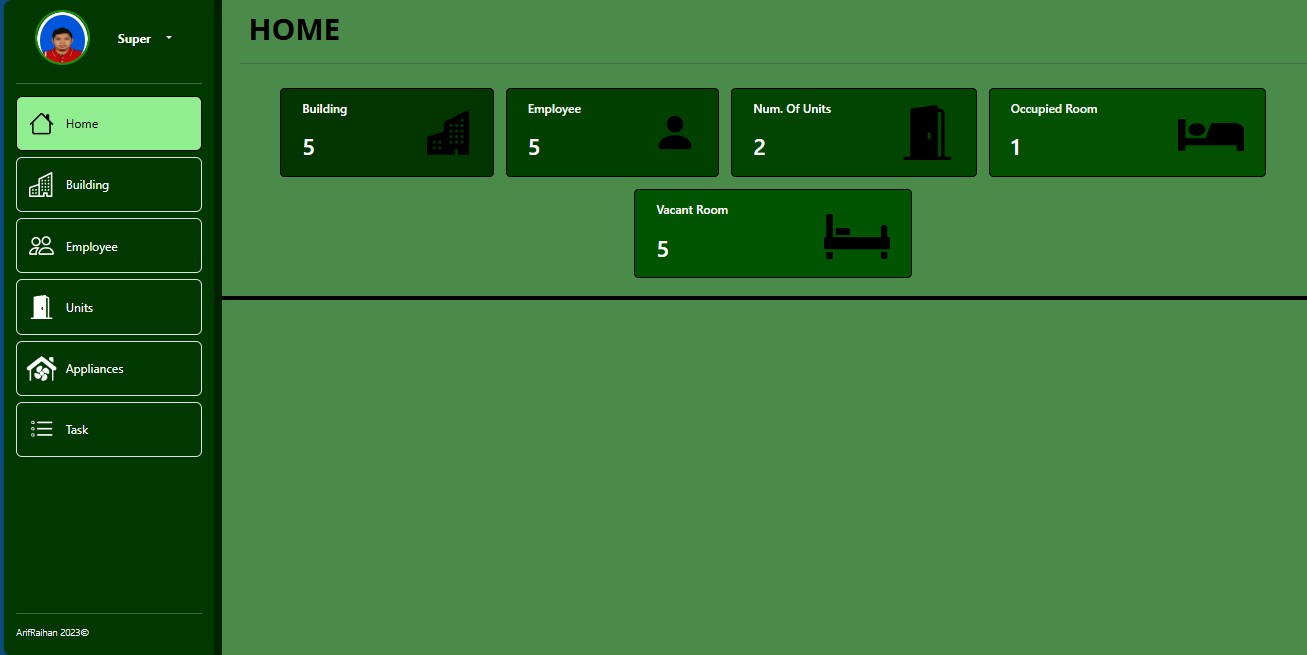 Super
Home
Building
Employee
Units
Appliances
Task
ArifRaihan 2023©
HOME
Building
5
Employee
5
Num. Of Units
2
Occupied Room
1
Vacant Room
5